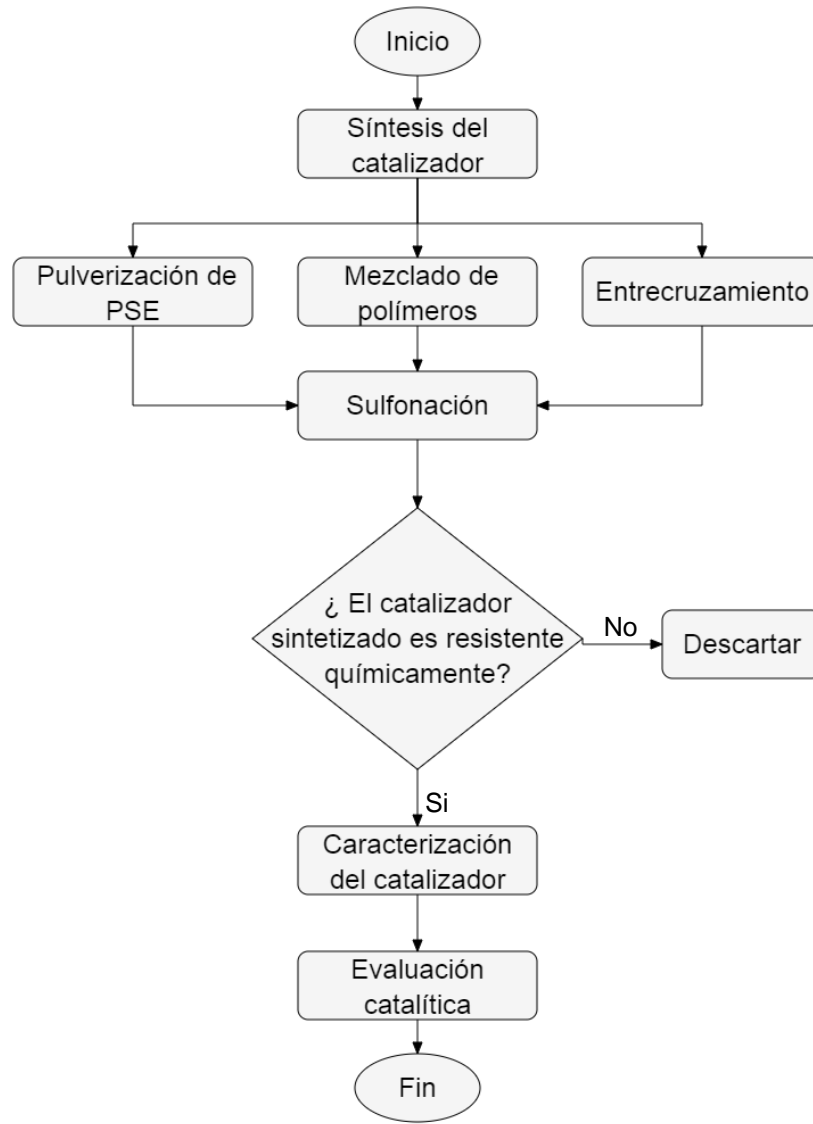 Inicio
Síntesis del
catalizador
Pulverización de
PSE
Mezclado de
polímeros
Entrecruzamiento
Sulfonación
¿ El catalizador
sintetizado es resistente
químicamente?
No
Descartar
Si
Caracterización
del catalizador
Evaluación
catalítica
Fin